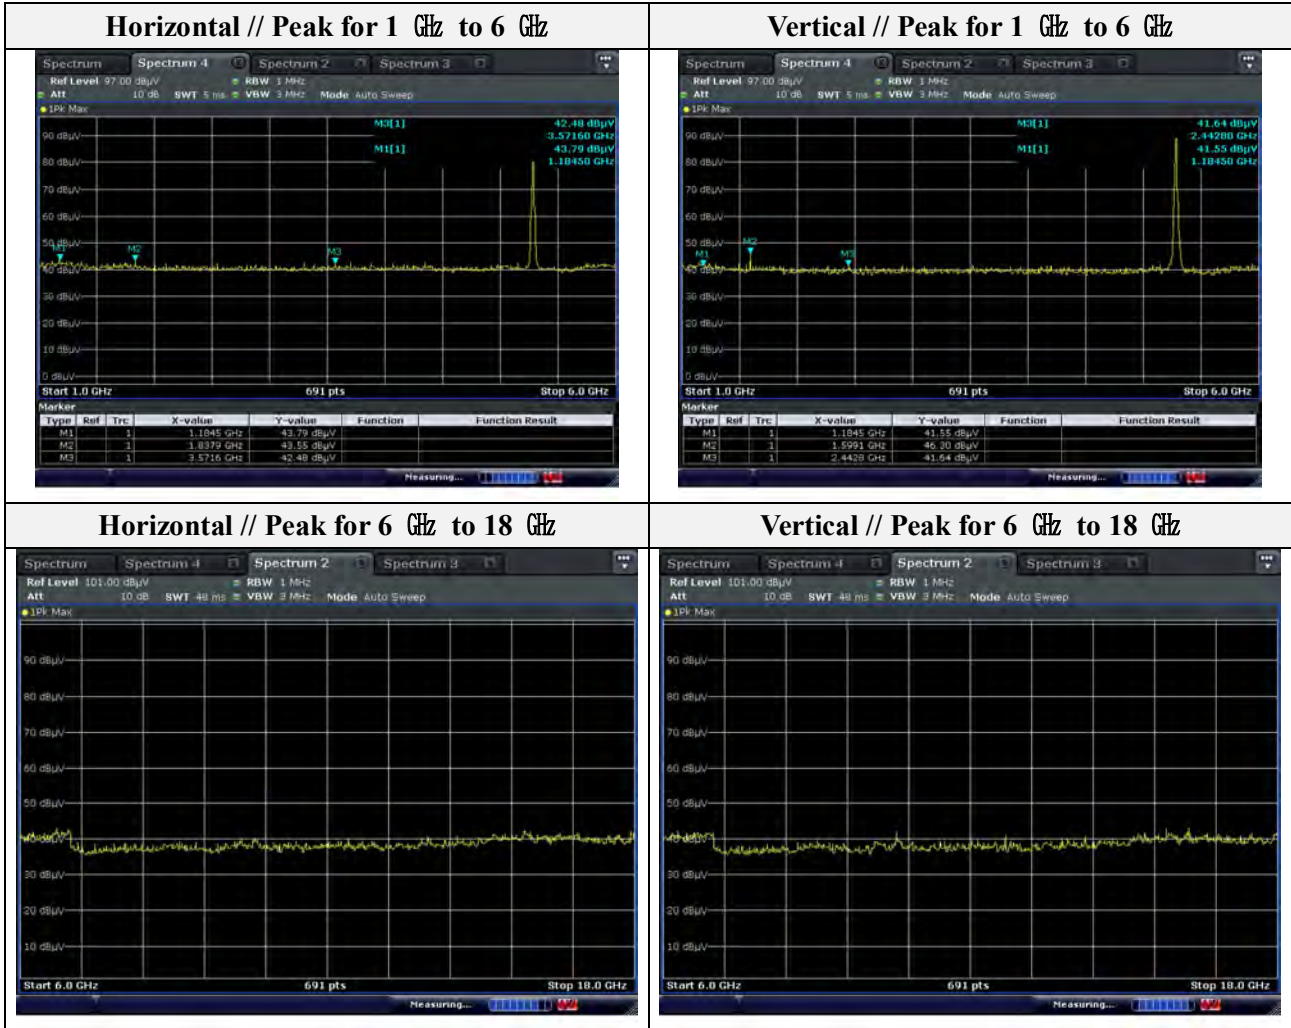 Horizontal // Peak for 1 ㎓ to 6 ㎓
Spectrum Spectrum 4 Spectrum 2 Spectrum 3
Ref Level 97.00 dBµV RBW 1 MHz
Att 10 dB SWT 5 ms VBW 3 MHz Mode Auto Sweep
1Pk Max
M3[1] 42.48 dBµV
3.57160 GHz
M1[1] 43.79 dBµV
1.18450 GHz
90 dBµV
80 dBµV
70 dBµV
60 dBµV
50 dBµV
M1 M2 M3
40 dBµV
30 dBµV
20 dBµV
10 dBµV
0 dBµV
Start 1.0 GHz 691 pts Stop 6.0 GHz
Marker
Type Ref Trc X-value Y-value Function Function Result
M1 1 1.1845 GHz 43.79 dBµV
M2 1 1.8379 GHz 43.55 dBµV
M3 1 3.5716 GHz 42.48 dBµV
Measuring...
Vertical // Peak for 1 ㎓ to 6 ㎓
Spectrum Spectrum 4 Spectrum 2 Spectrum 3
Ref Level 97.00 dBµV RBW 1 MHz
Att 10 dB SWT 5 ms VBW 3 MHz Mode Auto Sweep
1Pk Max
M3[1] 41.64 dBµV
2.44280 GHz
M1[1] 41.55 dBµV
1.18450 GHz
90 dBµV
80 dBµV
70 dBµV
60 dBµV
50 dBµV
M1 M2 M3
40 dBµV
30 dBµV
20 dBµV
10 dBµV
0 dBµV
Start 1.0 GHz 691 pts Stop 6.0 GHz
Marker
Type Ref Trc X-value Y-value Function Function Result
M1 1 1.1845 GHz 41.55 dBµV
M2 1 1.5991 GHz 46.20 dBµV
M3 1 2.4428 GHz 41.64 dBµV
Measuring...
Horizontal // Peak for 6 ㎓ to 18 ㎓
Spectrum Spectrum 4 Spectrum 2 Spectrum 3
Ref Level 101.00 dBµV RBW 1 MHz
Att 10 dB SWT 48 ms VBW 3 MHz Mode Auto Sweep
1Pk Max
90 dBµV
80 dBµV
70 dBµV
60 dBµV
50 dBµV
40 dBµV
30 dBµV
20 dBµV
10 dBµV
Start 6.0 GHz 691 pts Stop 18.0 GHz
Measuring...
Vertical // Peak for 6 ㎓ to 18 ㎓
Spectrum Spectrum 4 Spectrum 2 Spectrum 3
Ref Level 101.00 dBµV RBW 1 MHz
Att 10 dB SWT 48 ms VBW 3 MHz Mode Auto Sweep
1Pk Max
90 dBµV
80 dBµV
70 dBµV
60 dBµV
50 dBµV
40 dBµV
30 dBµV
20 dBµV
10 dBµV
Start 6.0 GHz 691 pts Stop 18.0 GHz
Measuring...